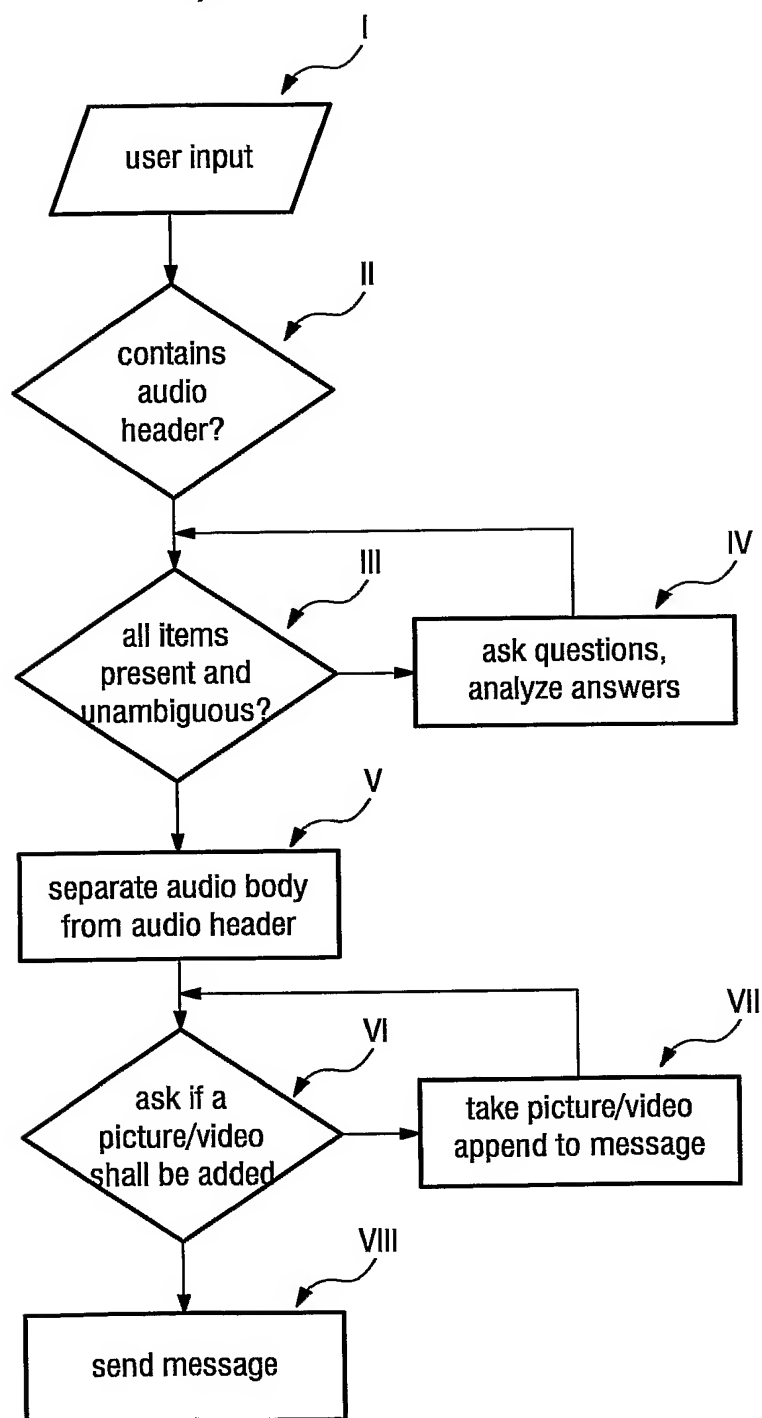 I
user input
II
contains
audio
header?
III
all items
present and
unambiguous?
IV
ask questions,
analyze answers
V
separate audio body
from audio header
VI
ask if a
picture/video
shall be added
VII
take picture/video
append to message
VIII
send message